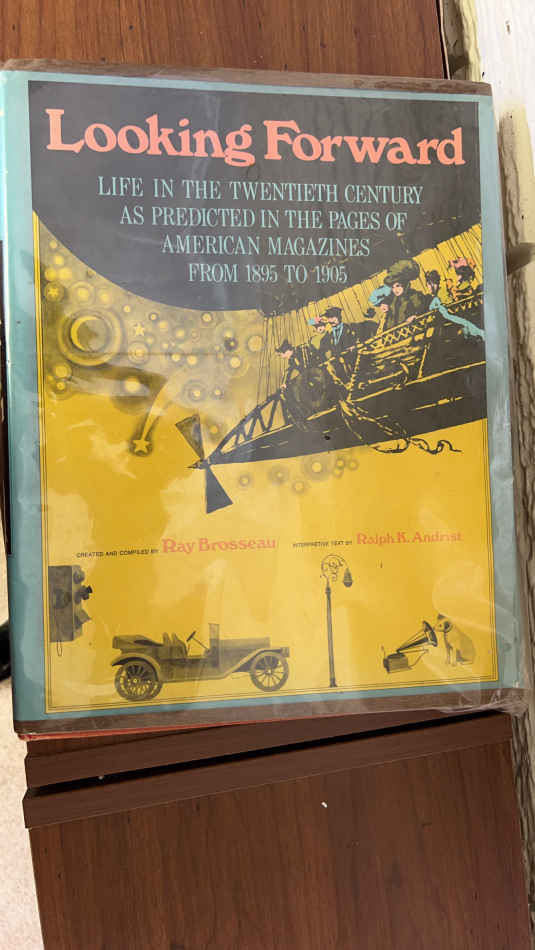 Looking Forward
LIFE IN THE TWENTIETH CENTURY
AS PREDICTED IN THE PAGES OF
AMERICAN MAGAZINES
FROM 1895 TO 1905
CREATED AND COMPILED BY Ray Brosseau
INTERPRETIVE TEXT BY Ralph K. Andrist